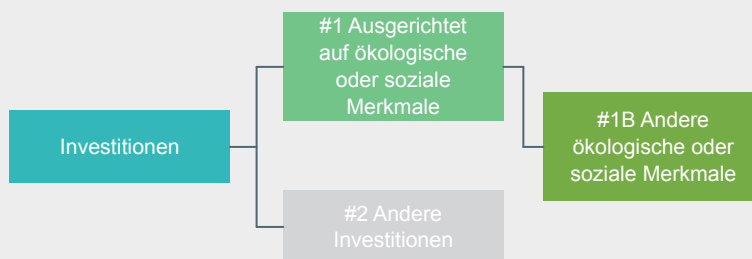 #1 Ausgerichtet
auf ökologische
oder soziale
Merkmale
Investitionen
#1B Andere
ökologische oder
soziale Merkmale
#2 Andere
Investitionen